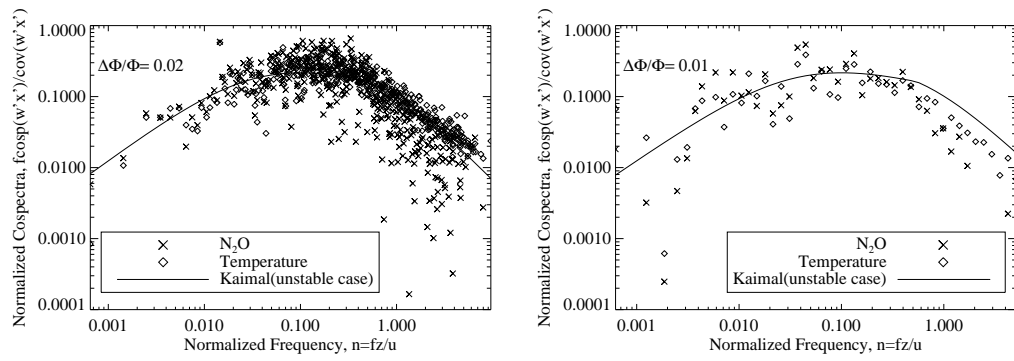 Normalized Cospectra, fcosp(w'x')/cov(w'x')
1.0000
0.1000
0.0100
0.0010
0.0001
ΔΦ/Φ= 0.02
N₂O
Temperature
Kaimal(unstable case)
0.001
0.010
0.100
1.000
Normalized Frequency, n=fz/u
Normalized Cospectra, fcosp(w'x')/cov(w'x')
1.0000
0.1000
0.0100
0.0010
0.0001
ΔΦ/Φ= 0.01
N₂O
Temperature
Kaimal(unstable case)
0.001
0.010
0.100
1.000
Normalized Frequency, n=fz/u